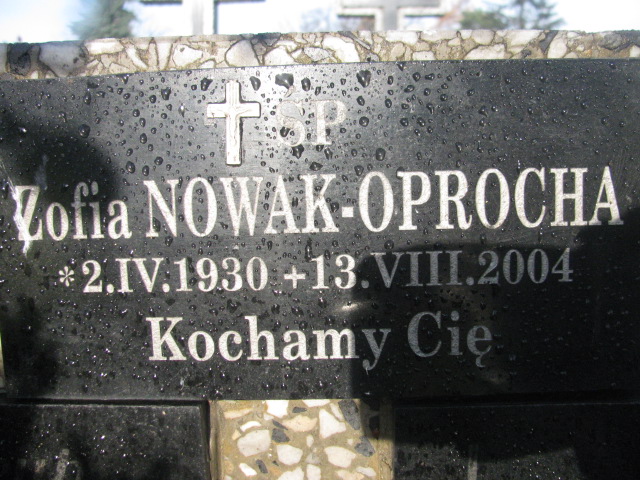 ŚP
Zofia NOWAK-OPROCHA
*2.IV.1930 +13.VIII.2004
Kochamy Cię